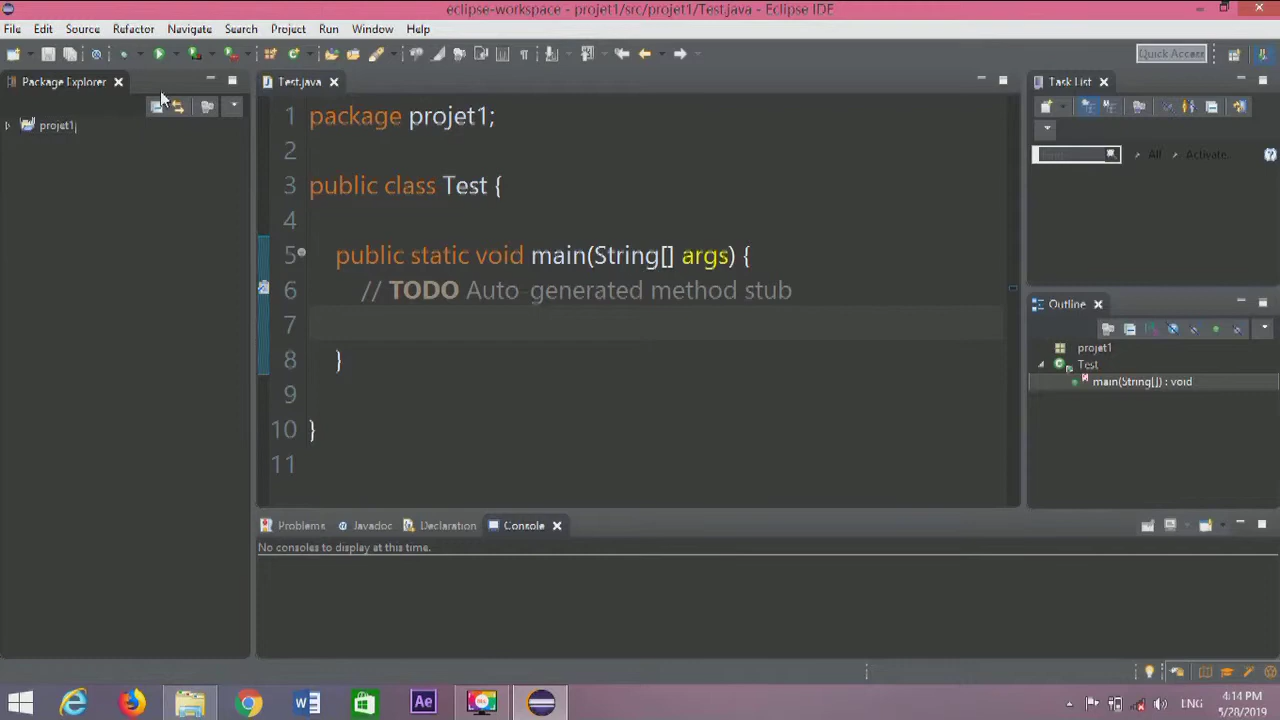 eclipse-workspace - projet1/src/projet1/Test.java - Eclipse IDE
File Edit Source Refactor Navigate Search Project Run Window Help
Quick Access
Package Explorer
projet1
Test.java
1 package projet1;
2
3 public class Test {
4
5 public static void main(String[] args) {
6 // TODO Auto-generated method stub
7
8 }
9
10 }
11
Task List
All Activate...
Outline
projet1
Test
main(String[]) : void
Problems Javadoc Declaration Console
No consoles to display at this time.
W Ae
ENG
4:14 PM
5/28/2019